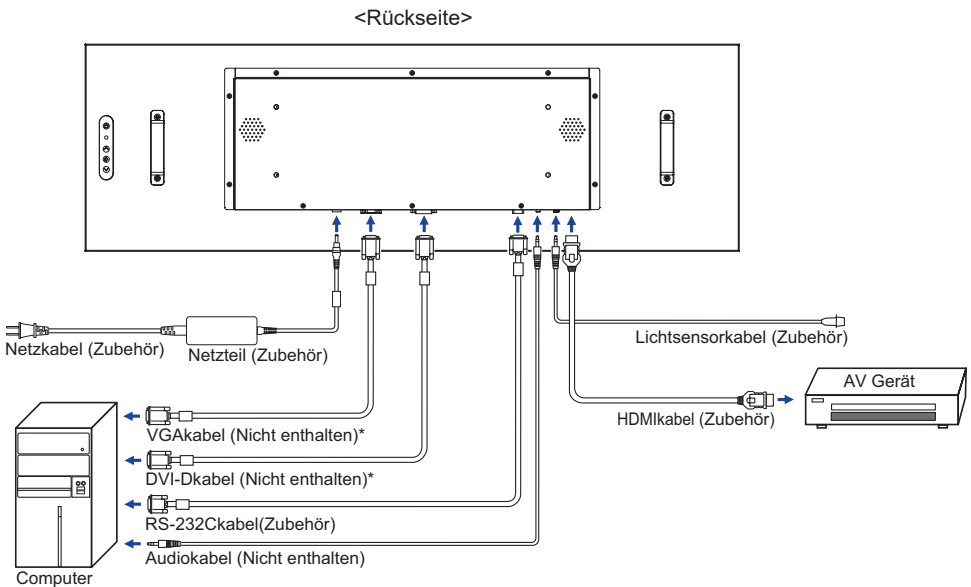 <Rückseite>
Netzkabel (Zubehör)
Netzteil (Zubehör)
Lichtsensorkabel (Zubehör)
AV Gerät
HDMIkabel (Zubehör)
VGAkabel (Nicht enthalten)*
DVI-Dkabel (Nicht enthalten)*
RS-232Ckabel(Zubehör)
Audiokabel (Nicht enthalten)
Computer